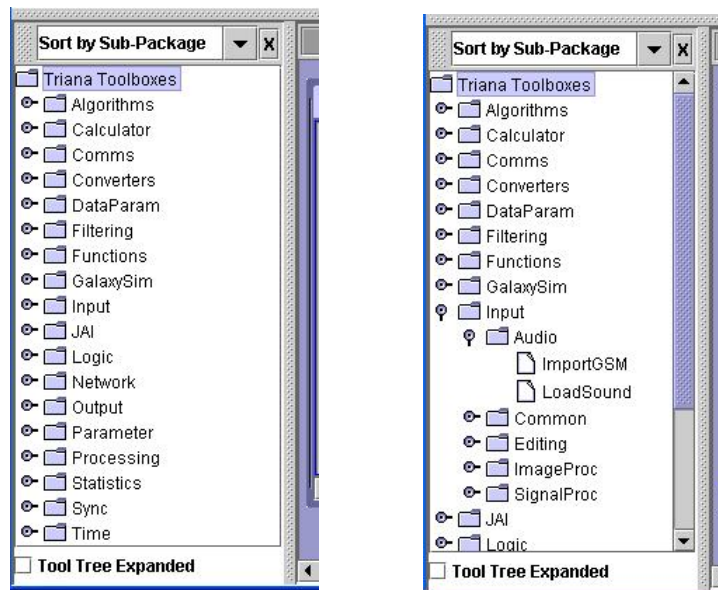 Sort by Sub-Package
X
Triana Toolboxes
Algorithms
Calculator
Comms
Converters
DataParam
Filtering
Functions
GalaxySim
Input
JAI
Logic
Network
Output
Parameter
Processing
Statistics
Sync
Time
Tool Tree Expanded
Sort by Sub-Package
X
Triana Toolboxes
Algorithms
Calculator
Comms
Converters
DataParam
Filtering
Functions
GalaxySim
Input
Audio
ImportGSM
LoadSound
Common
Editing
ImageProc
SignalProc
JAI
Logic
Tool Tree Expanded